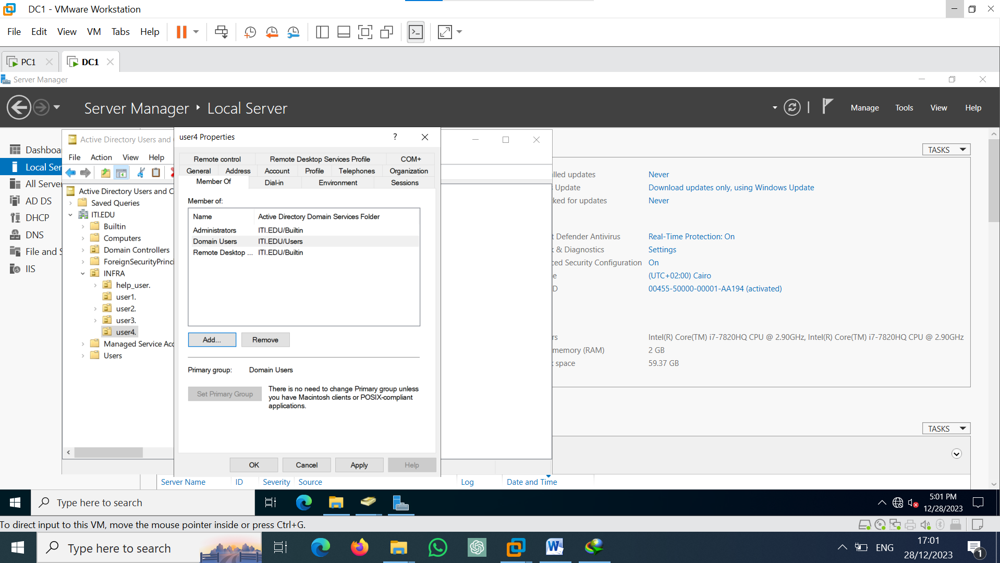 DC1 - VMware Workstation
File Edit View VM Tabs Help
PC1 DC1
Server Manager
Server Manager Local Server
Manage Tools View Help
Active Directory Users and
File Action View Help
Dashboa
Local Ser
All Server
AD DS
DHCP
DNS
File and S
IIS
Active Directory Users and C
Saved Queries
ITI.EDU
Builtin
Computers
Domain Controllers
ForeignSecurityPrinci
INFRA
help_user.
user1.
user2.
user3.
user4.
Managed Service Acc
Users
user4 Properties
?
Remote control Remote Desktop Services Profile COM+
General Address Account Profile Telephones Organization
Member Of Dial-in Environment Sessions
Member of:
Name Active Directory Domain Services Folder
Administrators ITI.EDU/Builtin
Domain Users ITI.EDU/Users
Remote Desktop ... ITI.EDU/Builtin
Add... Remove
Primary group: Domain Users
Set Primary Group
There is no need to change Primary group unless
you have Macintosh clients or POSIX-compliant
applications.
OK Cancel Apply Help
TASKS
lled updates Never
Update Download updates only, using Windows Update
ked for updates Never
t Defender Antivirus Real-Time Protection: On
& Diagnostics Settings
ced Security Configuration On
e (UTC+02:00) Cairo
D 00455-50000-00001-AA194 (activated)
rs Intel(R) Core(TM) i7-7820HQ CPU @ 2.90GHz, Intel(R) Core(TM) i7-7820HQ CPU @ 2.90GHz
memory (RAM) 2 GB
space 59.37 GB
TASKS
Server Name ID Severity Source Log Date and Time
Type here to search
5:01 PM
12/28/2023
To direct input to this VM, move the mouse pointer inside or press Ctrl+G.
Type here to search
ENG
17:01
28/12/2023
1